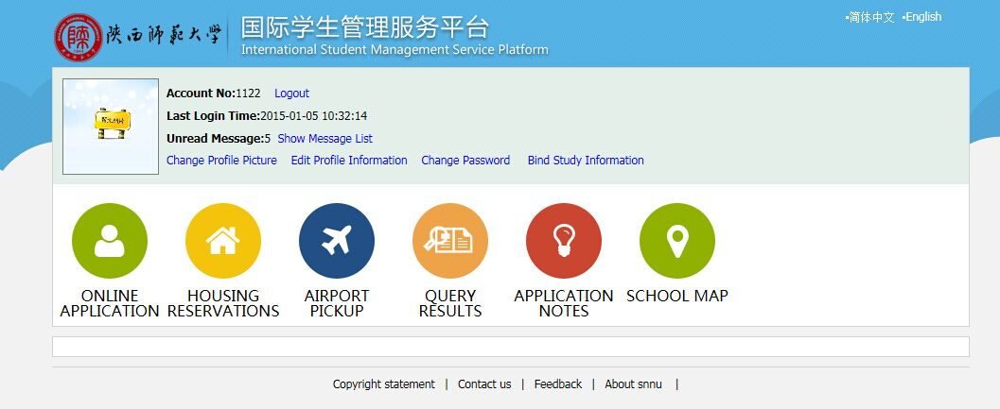 陕西师范大学
国际学生管理服务平台
International Student Management Service Platform
▪简体中文 ▪English
Account No:1122 Logout
Last Login Time:2015-01-05 10:32:14
Unread Message:5 Show Message List
Change Profile Picture Edit Profile Information Change Password Bind Study Information
ONLINE APPLICATION
HOUSING RESERVATIONS
AIRPORT PICKUP
QUERY RESULTS
APPLICATION NOTES
SCHOOL MAP
Copyright statement | Contact us | Feedback | About snnu |